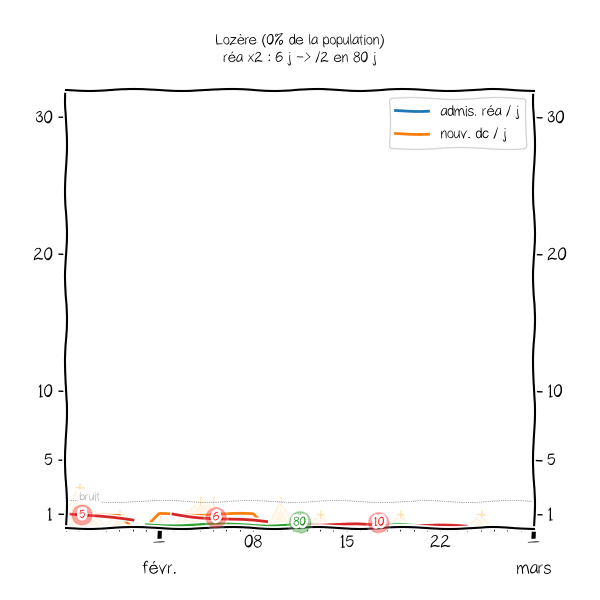 Lozère (0% de la population)
réa x2 : 6 j -> /2 en 80 j
admis. réa / j
nouv. dc / j
30
30
20
20
10
10
5
5
bruit
5
6
80
10
1
1
08
15
22
févr.
mars